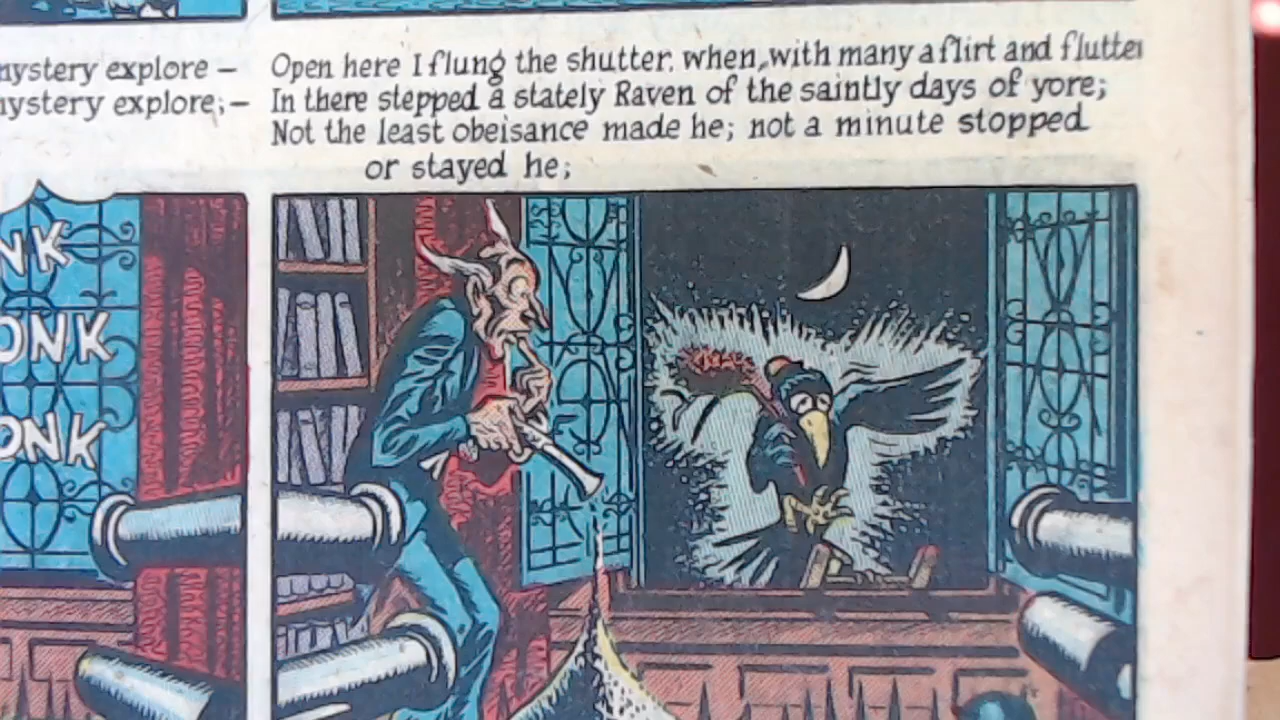 mystery explore –
mystery explore; –
Open here I flung the shutter. when, with many a flirt and flutter
In there stepped a stately Raven of the saintly days of yore;
Not the least obeisance made he; not a minute stopped
or stayed he;
NK
ONK
ONK